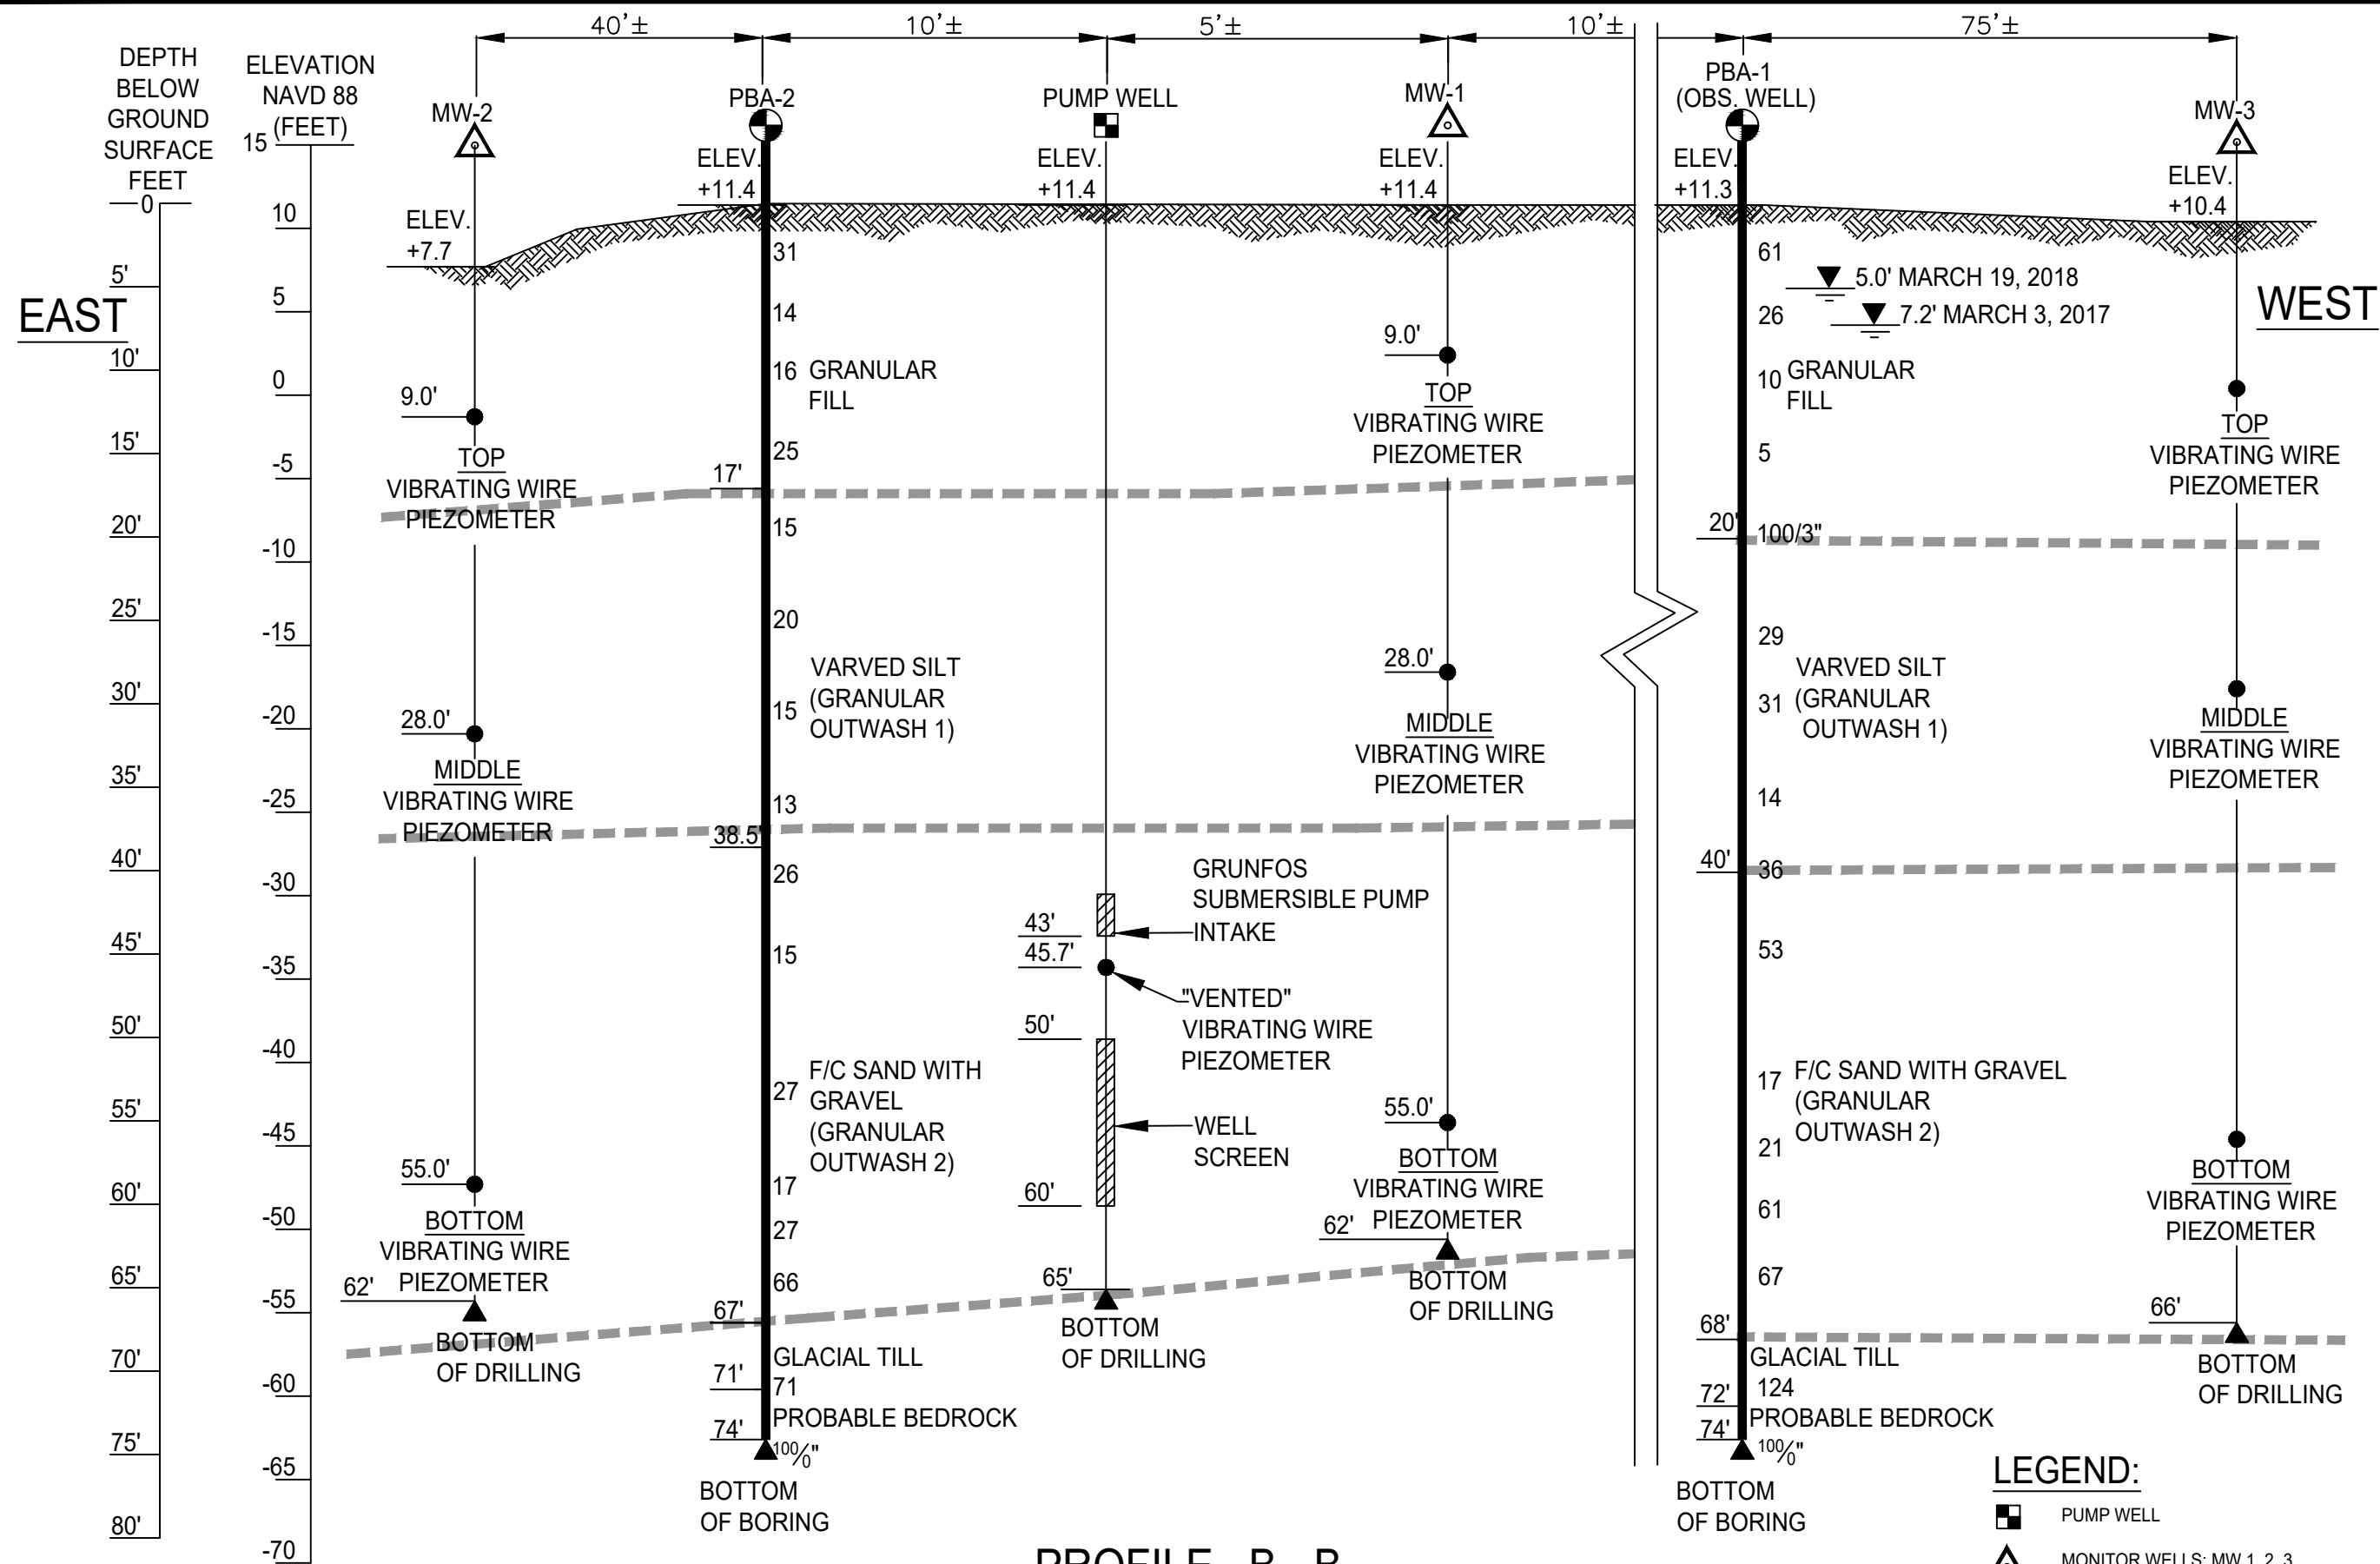 40'±
10'±
5'±
10'±
75'±
DEPTH
BELOW
GROUND
SURFACE
FEET
0
5'
10'
15'
20'
25'
30'
35'
40'
45'
50'
55'
60'
65'
70'
75'
80'
ELEVATION
NAVD 88
(FEET)
15
10
5
0
-5
-10
-15
-20
-25
-30
-35
-40
-45
-50
-55
-60
-65
-70
EAST
WEST
MW-2
ELEV.
+7.7
9.0'
TOP
VIBRATING WIRE
PIEZOMETER
28.0'
MIDDLE
VIBRATING WIRE
PIEZOMETER
55.0'
BOTTOM
VIBRATING WIRE
PIEZOMETER
62'
BOTTOM
OF DRILLING
PBA-2
ELEV.
+11.4
31
14
16
GRANULAR
FILL
25
17'
15
20
VARVED SILT
(GRANULAR
OUTWASH 1)
15
13
38.5'
26
15
F/C SAND WITH
GRAVEL
(GRANULAR
OUTWASH 2)
27
17
27
66
67'
GLACIAL TILL
71'
71
PROBABLE BEDROCK
74'
100/0"
BOTTOM
OF BORING
PUMP WELL
ELEV.
+11.4
GRUNFOS
SUBMERSIBLE PUMP
INTAKE
43'
45.7'
"VENTED"
VIBRATING WIRE
PIEZOMETER
50'
WELL
SCREEN
60'
65'
BOTTOM
OF DRILLING
MW-1
ELEV.
+11.4
9.0'
TOP
VIBRATING WIRE
PIEZOMETER
28.0'
MIDDLE
VIBRATING WIRE
PIEZOMETER
55.0'
BOTTOM
VIBRATING WIRE
PIEZOMETER
62'
BOTTOM
OF DRILLING
PBA-1
(OBS. WELL)
ELEV.
+11.3
61
5.0' MARCH 19, 2018
26
7.2' MARCH 3, 2017
10
GRANULAR
FILL
5
20'
100/3"
29
VARVED SILT
(GRANULAR
OUTWASH 1)
31
14
40'
36
53
17
F/C SAND WITH GRAVEL
(GRANULAR
OUTWASH 2)
21
61
67
68'
GLACIAL TILL
72'
124
PROBABLE BEDROCK
74'
100/0"
BOTTOM
OF BORING
MW-3
ELEV.
+10.4
TOP
VIBRATING WIRE
PIEZOMETER
MIDDLE
VIBRATING WIRE
PIEZOMETER
BOTTOM
VIBRATING WIRE
PIEZOMETER
66'
BOTTOM
OF DRILLING
LEGEND:
PUMP WELL
MONITOR WELLS: MW 1, 2, 3
PROFILE B - B